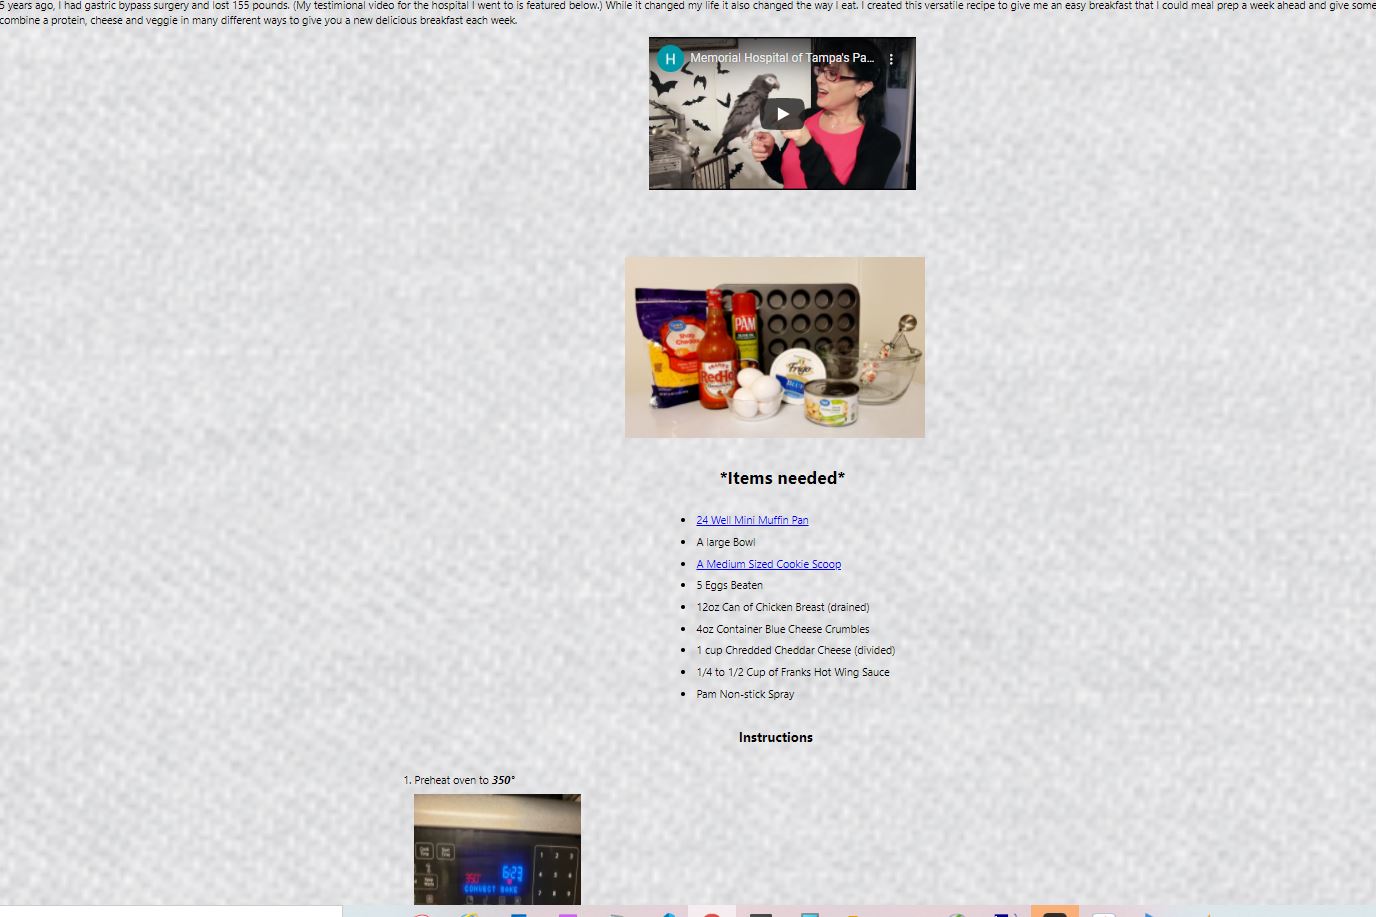 5 years ago, I had gastric bypass surgery and lost 155 pounds. (My testimional video for the hospital I went to is featured below.) While it changed my life it also changed the way I eat. I created this versatile recipe to give me an easy breakfast that I could meal prep a week ahead and give some
combine a protein, cheese and veggie in many different ways to give you a new delicious breakfast each week.
H Memorial Hospital of Tampa's Pa...
PAM
RedHot
Frigo
*Items needed*
24 Well Mini Muffin Pan
A large Bowl
A Medium Sized Cookie Scoop
5 Eggs Beaten
12oz Can of Chicken Breast (drained)
4oz Container Blue Cheese Crumbles
1 cup Chredded Cheddar Cheese (divided)
1/4 to 1/2 Cup of Franks Hot Wing Sauce
Pam Non-stick Spray
Instructions
1. Preheat oven to 350°
350° 6:23
CONVECT BAKE